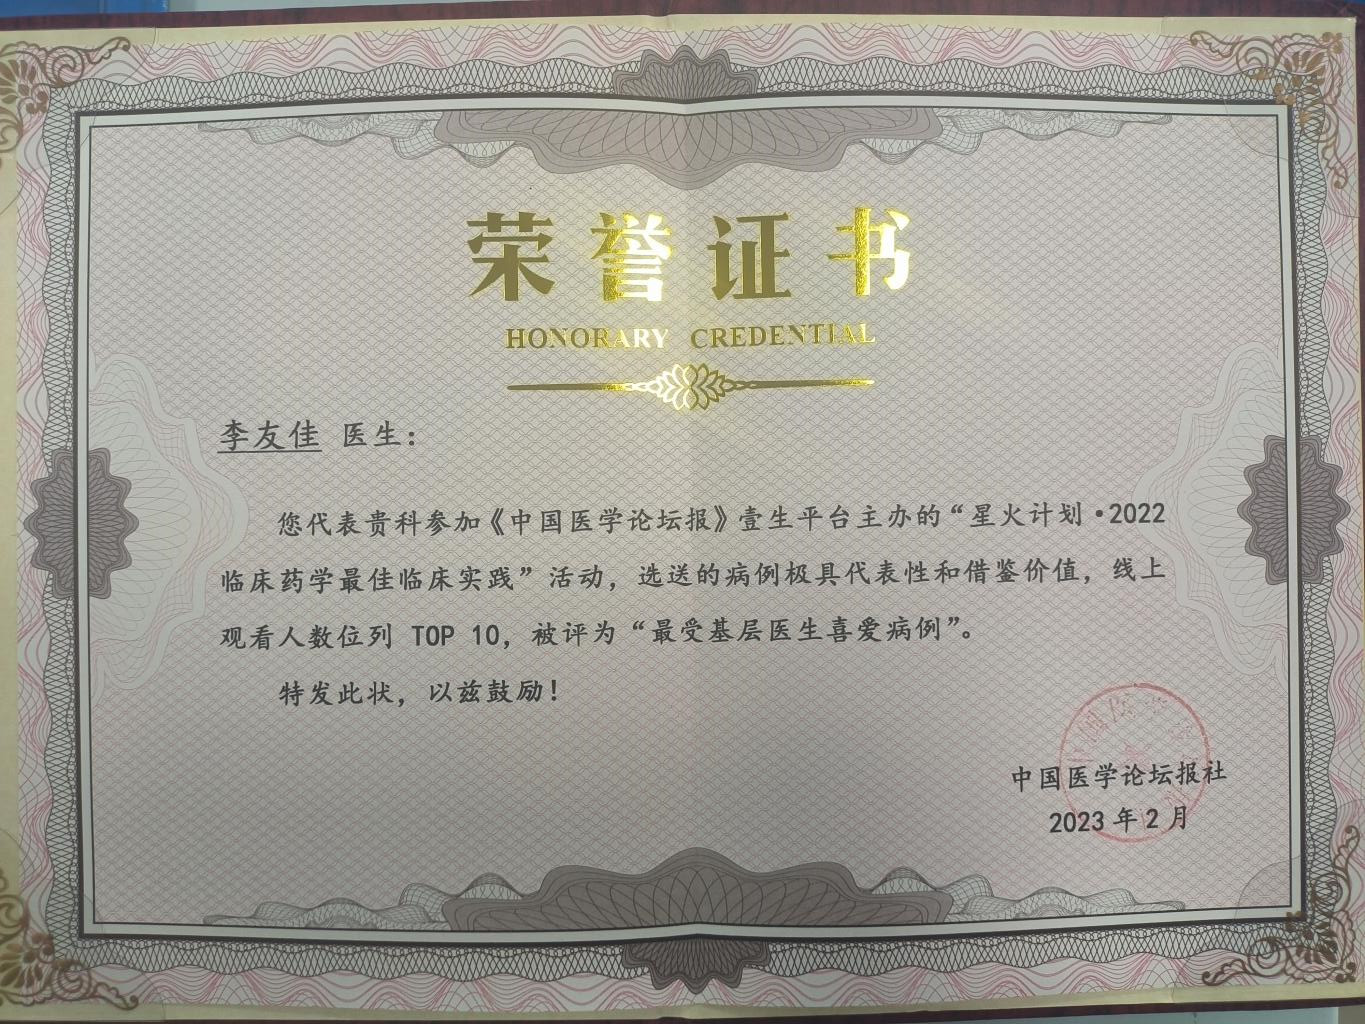 荣誉证书
HONORARY CREDENTIAL
李友佳 医生：
您代表贵科参加《中国医学论坛报》壹生平台主办的“星火计划·2022
临床药学最佳临床实践”活动，选送的病例极具代表性和借鉴价值，线上
观看人数位列 TOP 10，被评为“最受基层医生喜爱病例”。
特发此状，以兹鼓励！
中国医学论坛报社
2023年2月